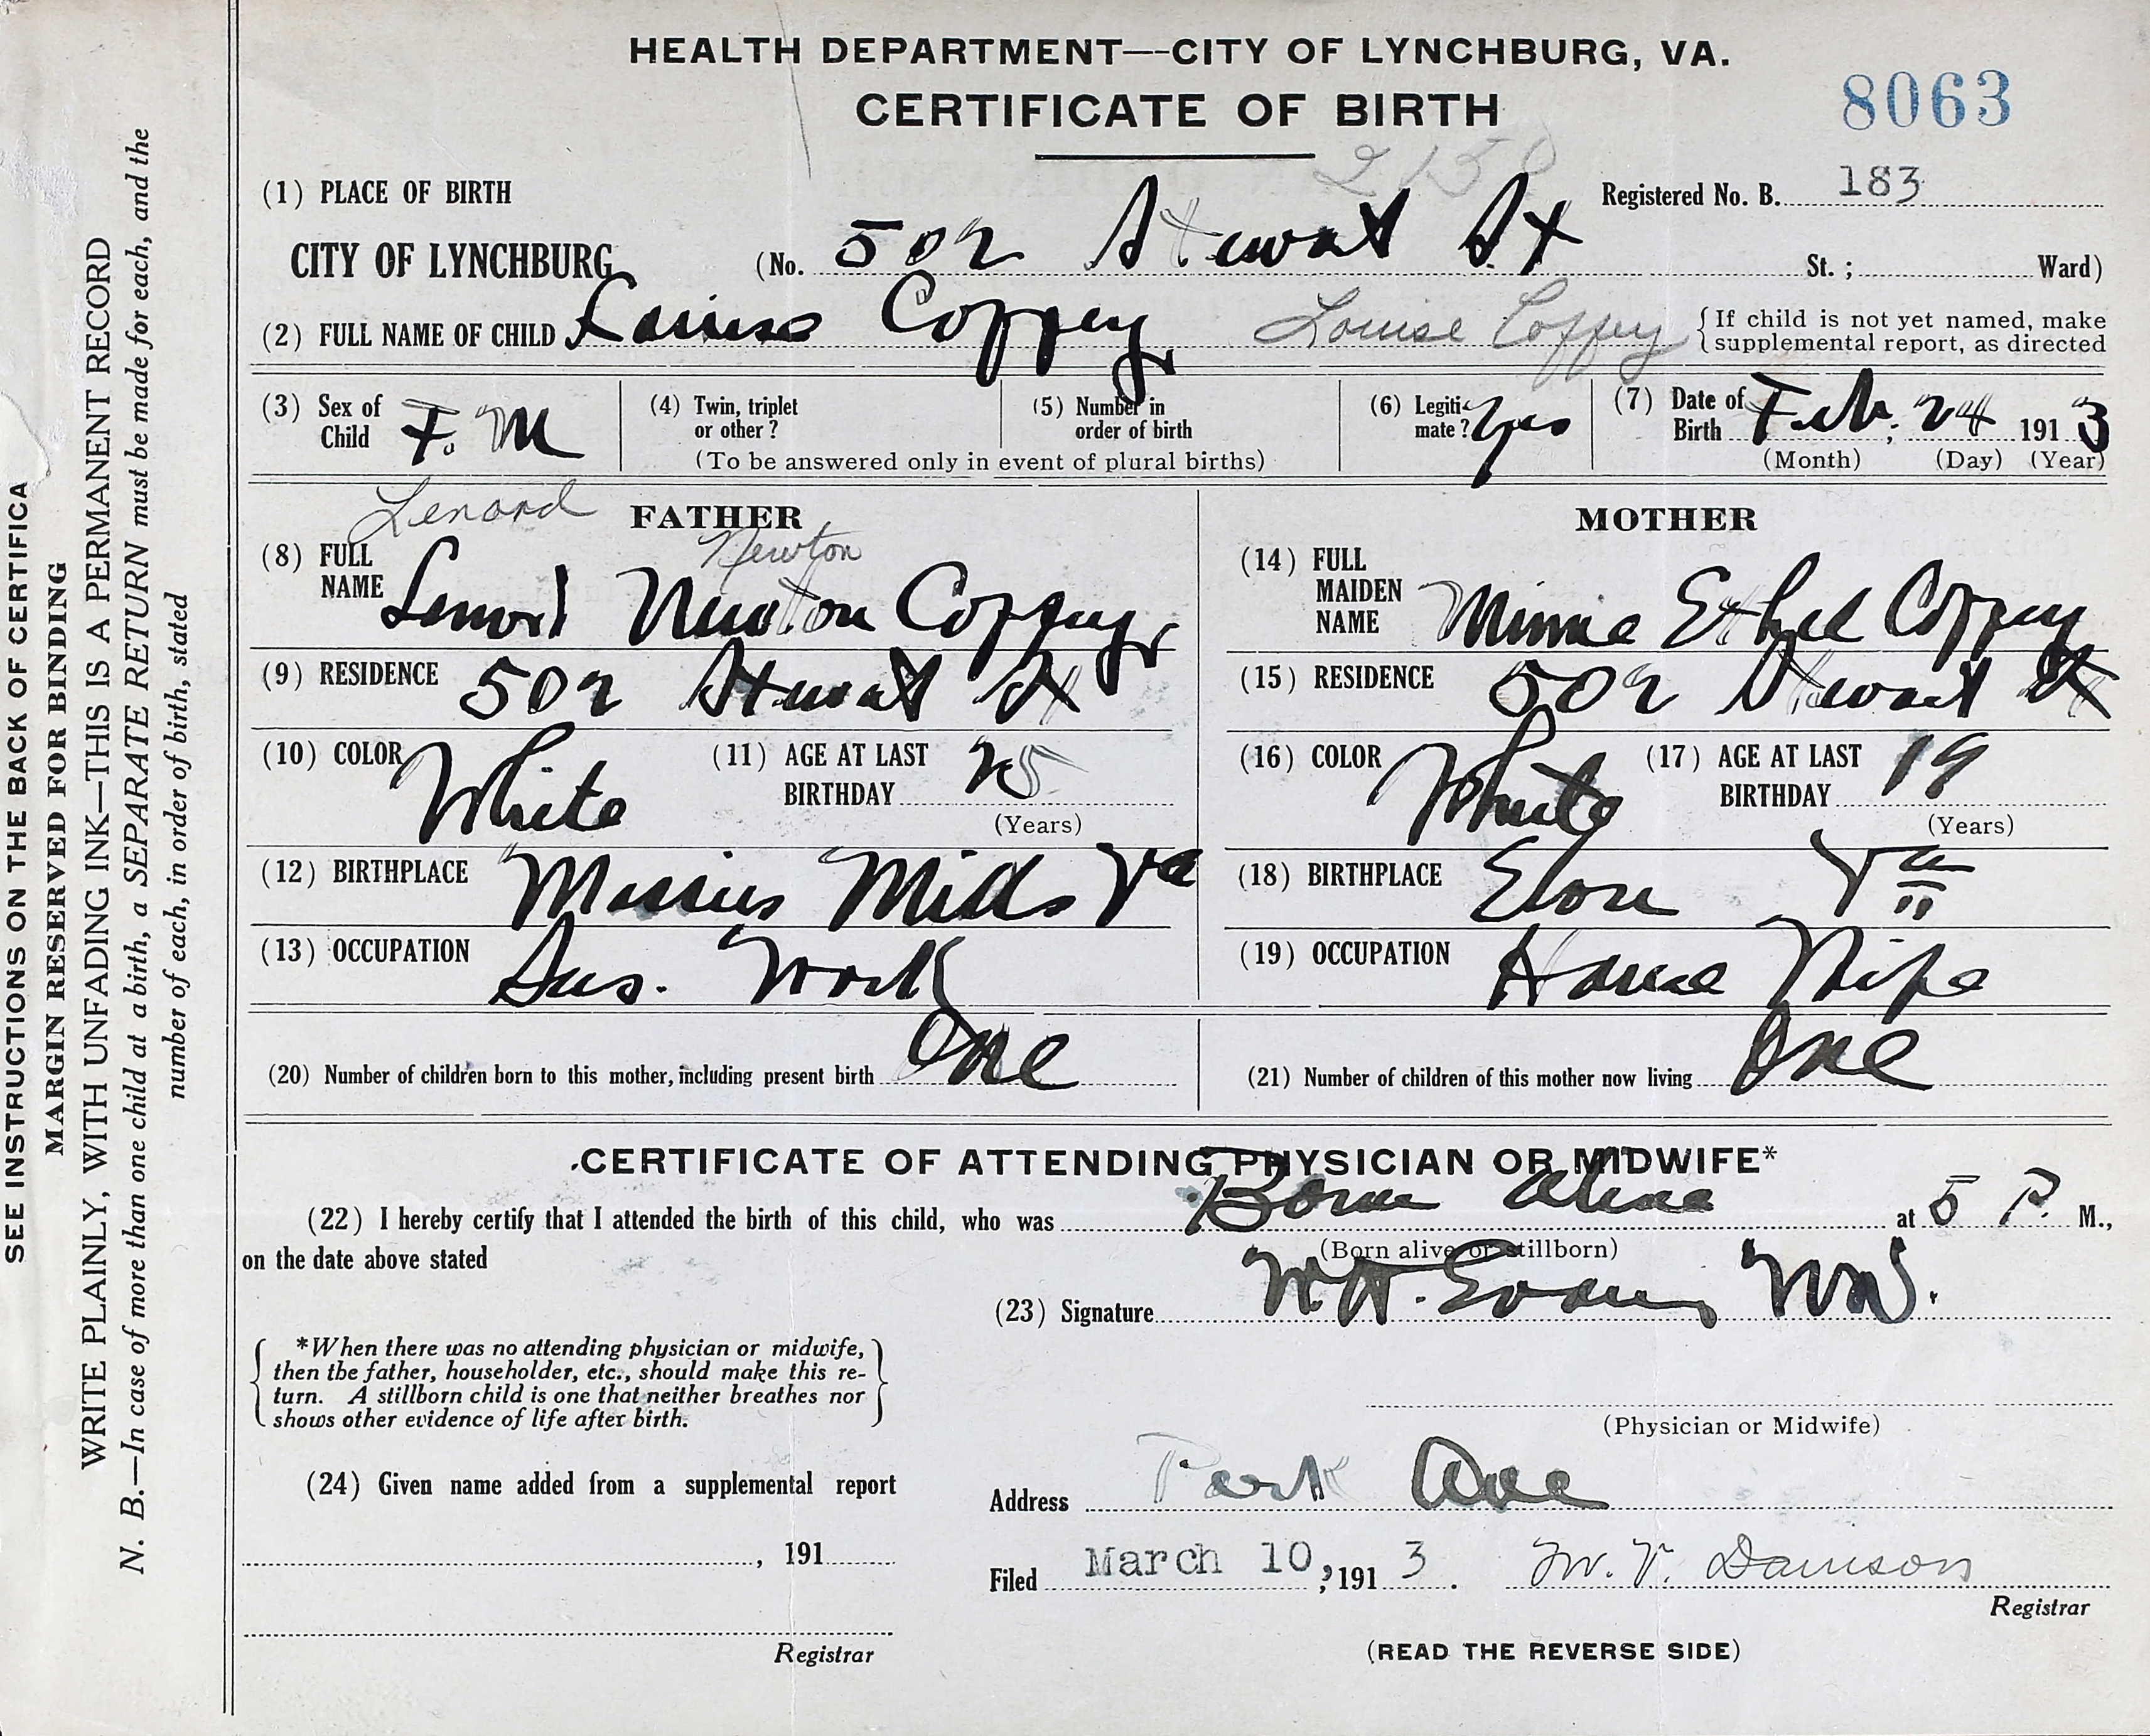 HEALTH DEPARTMENT—CITY OF LYNCHBURG, VA.
CERTIFICATE OF BIRTH
8063
2150
(1) PLACE OF BIRTH
Registered No. B. 183
CITY OF LYNCHBURG (No. 502 Stewart St St. ; Ward)
(2) FULL NAME OF CHILD Louise Coffey Louise Coffey {If child is not yet named, make supplemental report, as directed
(3) Sex of Child F. M
(4) Twin, triplet or other ?
(5) Number in order of birth
(To be answered only in event of plural births)
(6) Legitimate ? Yes
(7) Date of Birth Feb. 24 1913
(Month) (Day) (Year)
Lenord
FATHER
Newton
(8) FULL NAME Lenord Newton Coffey
(9) RESIDENCE 502 Stewart St
(10) COLOR White (11) AGE AT LAST BIRTHDAY 25
(Years)
(12) BIRTHPLACE Mills Va
(13) OCCUPATION Work
MOTHER
(14) FULL MAIDEN NAME Minnie Ethel Coffey
(15) RESIDENCE 502 Stewart St
(16) COLOR White (17) AGE AT LAST BIRTHDAY 19
(Years)
(18) BIRTHPLACE Elon Va
(19) OCCUPATION House Wife
(20) Number of children born to this mother, including present birth One
(21) Number of children of this mother now living One
CERTIFICATE OF ATTENDING PHYSICIAN OR MIDWIFE*
(22) I hereby certify that I attended the birth of this child, who was Born alive at 5 P. M.,
(Born alive or stillborn)
on the date above stated
(23) Signature W. H. Evans
(Physician or Midwife)
{ *When there was no attending physician or midwife,
then the father, householder, etc., should make this re-
turn. A stillborn child is one that neither breathes nor
shows other evidence of life after birth. }
(24) Given name added from a supplemental report
, 191
Registrar
Address Park Ave
Filed March 10, 1913. Registrar
(READ THE REVERSE SIDE)
SEE INSTRUCTIONS ON THE BACK OF CERTIFICA
MARGIN RESERVED FOR BINDING
WRITE PLAINLY, WITH UNFADING INK—THIS IS A PERMANENT RECORD
N. B.—In case of more than one child at a birth, a SEPARATE RETURN must be made for each, and the
number of each, in order of birth, stated